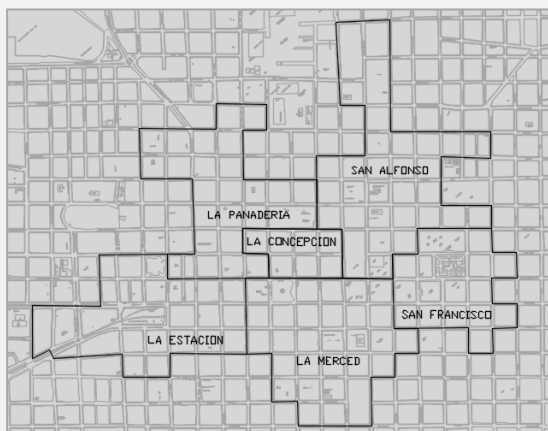 SAN ALFONSO
LA PANADERIA
LA CONCEPCION
SAN FRANCISCO
LA ESTACION
LA MERCED